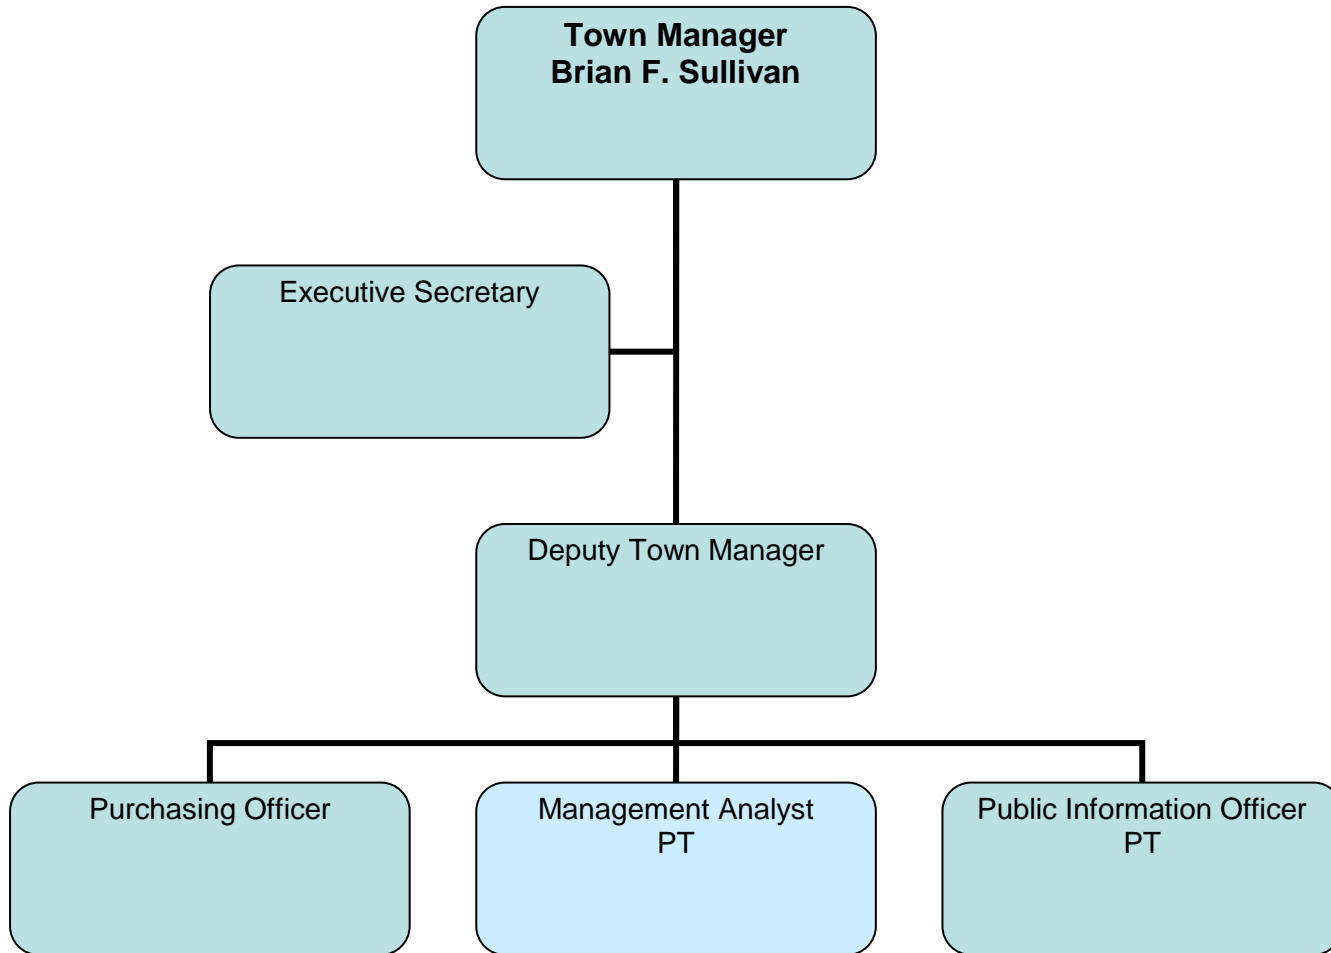 Town Manager
Brian F. Sullivan
Executive Secretary
Deputy Town Manager
Purchasing Officer
Management Analyst
PT
Public Information Officer
PT